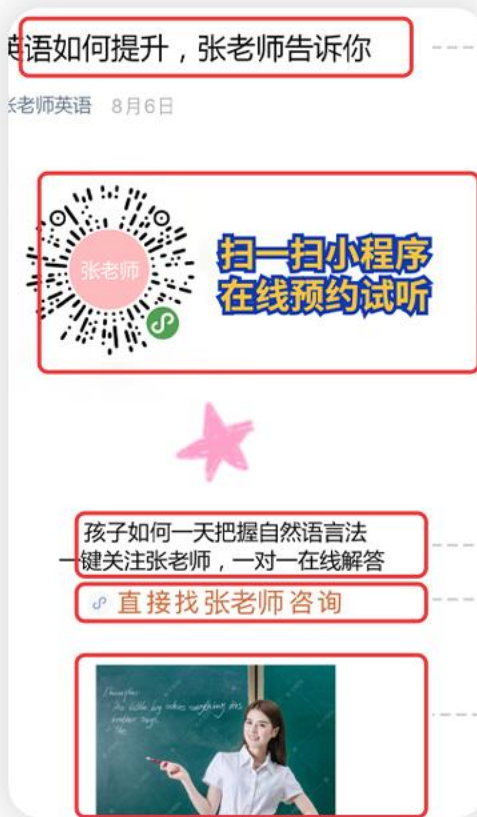 英语如何提升，张老师告诉你
张老师英语 8月6日
张老师
扫一扫小程序
在线预约试听
孩子如何一天把握自然语言法
一键关注张老师，一对一在线解答
直接找张老师咨询